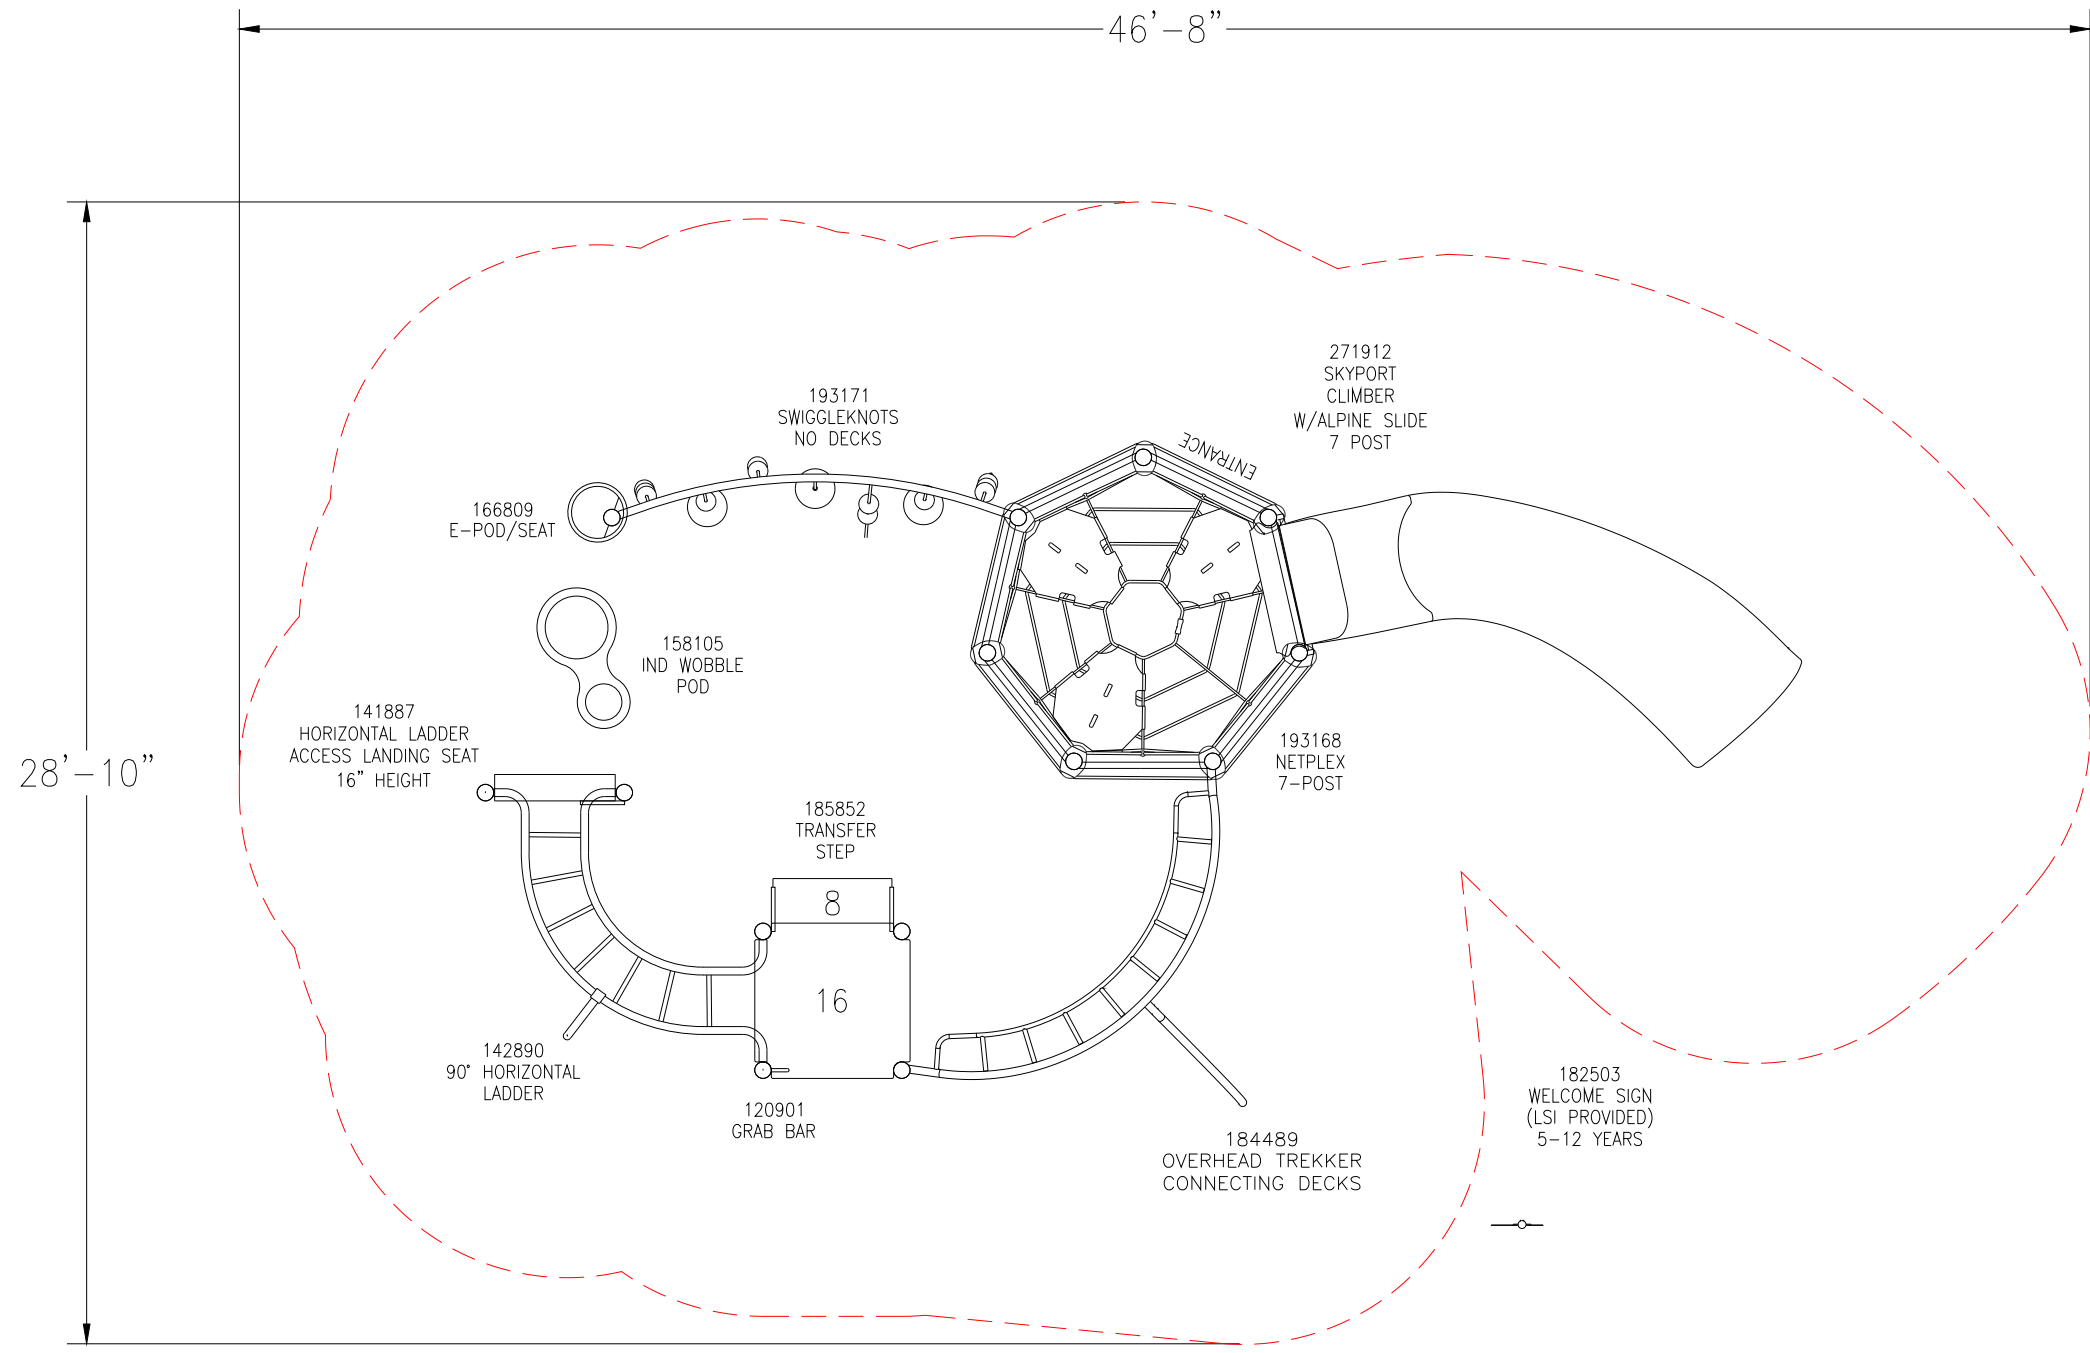 46'-8"
271912
SKYPORT
CLIMBER
W/ALPINE SLIDE
7 POST
193171
SWIGGLEKNOTS
NO DECKS
ENTRANCE
166809
E-POD/SEAT
158105
IND WOBBLE
POD
141887
HORIZONTAL LADDER
ACCESS LANDING SEAT
16" HEIGHT
28'-10"
193168
NETPLEX
7-POST
185852
TRANSFER
STEP
8
16
142890
90° HORIZONTAL
LADDER
120901
GRAB BAR
182503
WELCOME SIGN
(LSI PROVIDED)
5-12 YEARS
184489
OVERHEAD TREKKER
CONNECTING DECKS